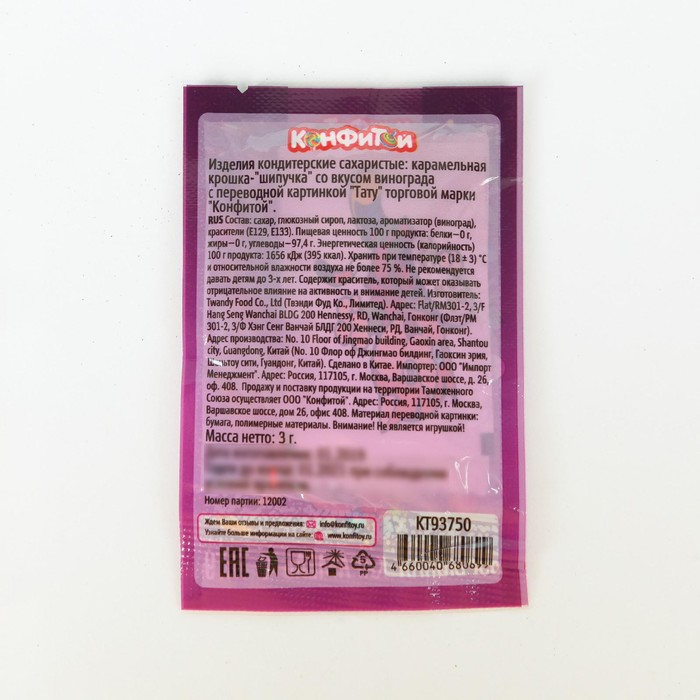 КОНФИТОЙ
Изделия кондитерские сахаристые: карамельная
крошка-"шипучка" со вкусом винограда
с переводной картинкой "Тату" торговой марки
"Конфитой".
RUS Состав: сахар, глюкозный сироп, лактоза, ароматизатор (виноград),
красители (Е129, Е133). Пищевая ценность 100 г продукта: белки–0 г,
жиры–0 г, углеводы–97,4 г. Энергетическая ценность (калорийность)
100 г продукта: 1656 кДж (395 ккал). Хранить при температуре (18 ± 3) °С
и относительной влажности воздуха не более 75 %. Не рекомендуется
давать детям до 3-х лет. Содержит краситель, который может оказывать
отрицательное влияние на активность и внимание детей. Изготовитель:
Twandy Food Co., Ltd (Твэнди Фуд Ко., Лимитед). Адрес: Flat/RM301-2, 3/F
Hang Seng Wanchai BLDG 200 Hennessy, RD, Wanchai, Гонконг (Флэт/РМ
301-2, 3/Ф Хэнг Сенг Ванчай БЛДГ 200 Хеннеси, РД, Ванчай, Гонконг).
Адрес производства: No. 10 Floor of Jingmao building, Gaoxin area, Shantou
city, Guangdong, Китай (No. 10 Флор оф Джингмао билдинг, Гаоксин эрия,
Шаньтоу сити, Гуандонг, Китай). Сделано в Китае. Импортер: ООО "Импорт
Менеджмент". Адрес: Россия, 117105, г. Москва, Варшавское шоссе, д. 26,
оф. 408. Продажу и поставку продукции на территории Таможенного
Союза осуществляет ООО "Конфитой". Адрес: Россия, 117105, г. Москва,
Варшавское шоссе, дом 26, офис 408. Материал переводной картинки:
бумага, полимерные материалы. Внимание! Не является игрушкой!
Масса нетто: 3 г.
Номер партии: 12002
Ждем Ваши отзывы и предложения: info@konfitoy.ru
Узнайте больше информации на сайте: www.konfitoy.ru
КТ93750
EAC
5
PP